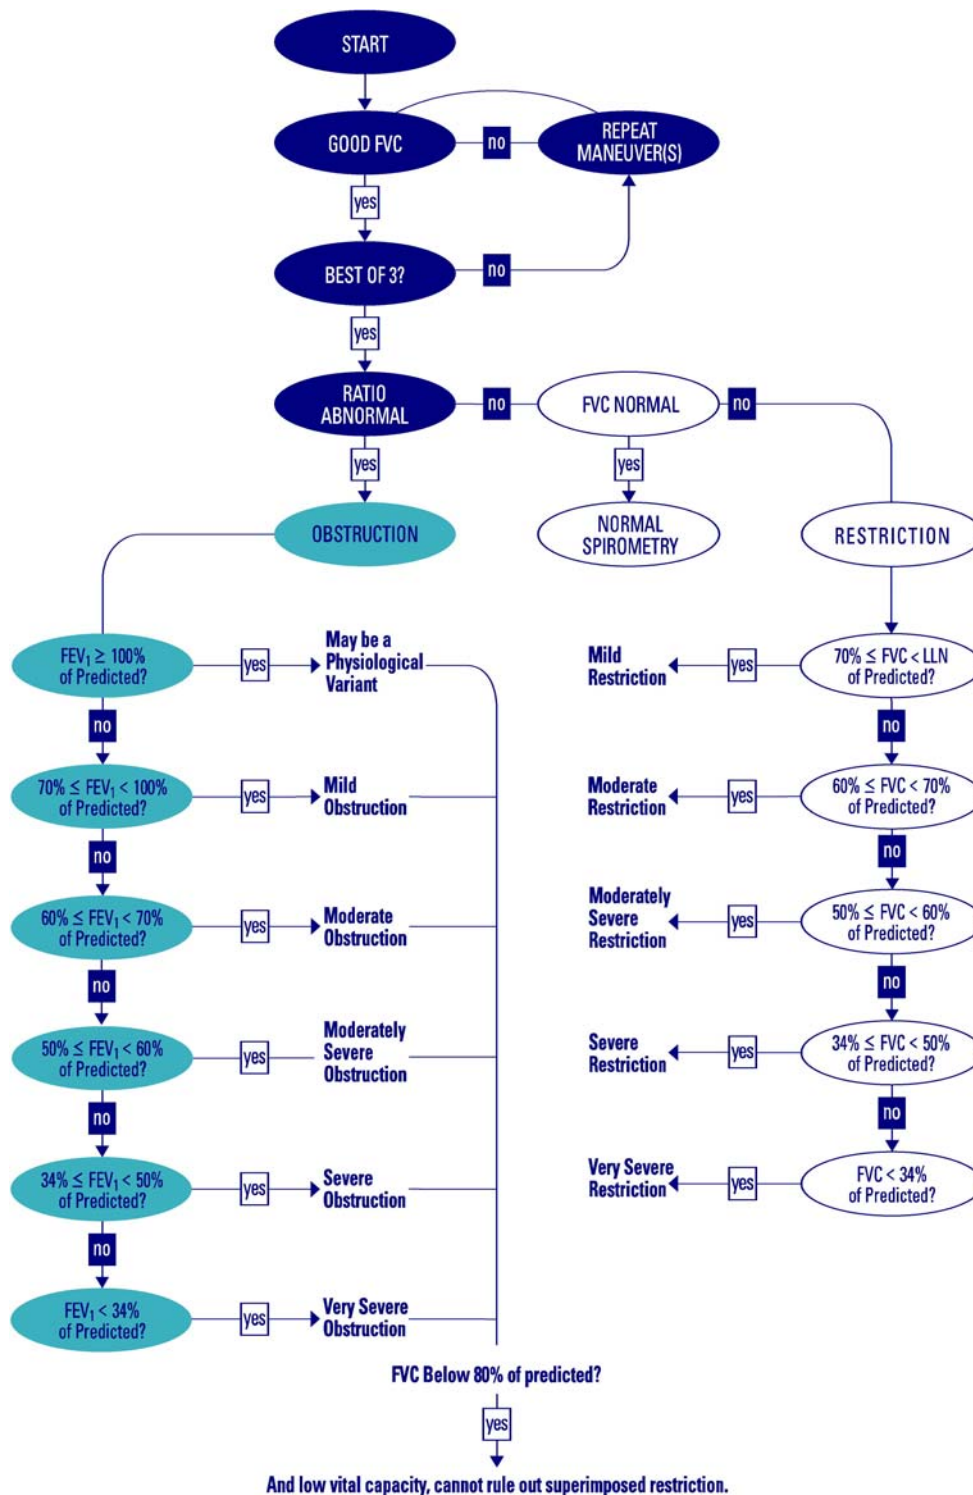 START
GOOD FVC
no
REPEAT
MANEUVER(S)
yes
BEST OF 3?
no
yes
RATIO
ABNORMAL
no
FVC NORMAL
no
yes
yes
OBSTRUCTION
NORMAL
SPIROMETRY
RESTRICTION
FEV₁ ≥ 100%
of Predicted?
yes
May be a
Physiological
Variant
no
70% ≤ FEV₁ < 100%
of Predicted?
yes
Mild
Obstruction
no
60% ≤ FEV₁ < 70%
of Predicted?
yes
Moderate
Obstruction
no
50% ≤ FEV₁ < 60%
of Predicted?
yes
Moderately
Severe
Obstruction
no
34% ≤ FEV₁ < 50%
of Predicted?
yes
Severe
Obstruction
no
FEV₁ < 34%
of Predicted?
yes
Very Severe
Obstruction
Mild
Restriction
yes
70% ≤ FVC < LLN
of Predicted?
no
Moderate
Restriction
yes
60% ≤ FVC < 70%
of Predicted?
no
Moderately
Severe
Restriction
yes
50% ≤ FVC < 60%
of Predicted?
no
Severe
Restriction
yes
34% ≤ FVC < 50%
of Predicted?
no
Very Severe
Restriction
yes
FVC < 34%
of Predicted?
FVC Below 80% of predicted?
yes
And low vital capacity, cannot rule out superimposed restriction.